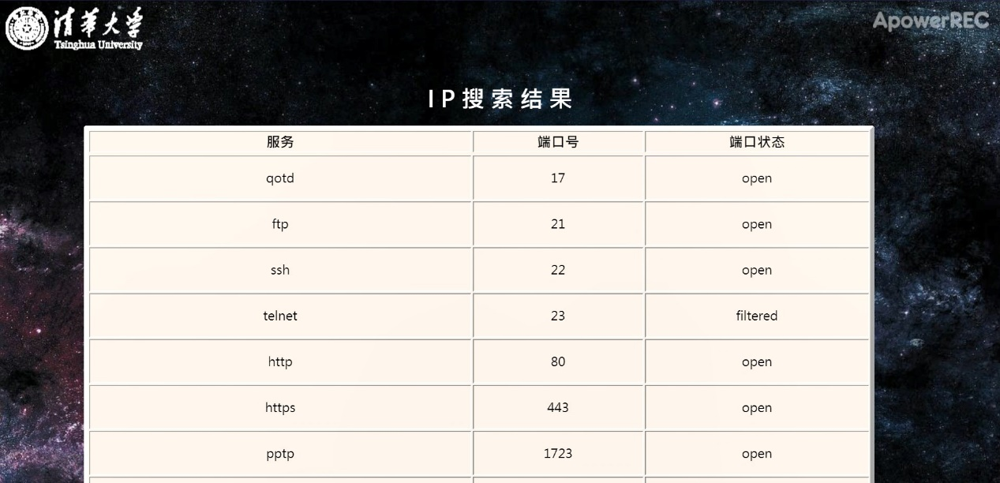 清华大学
Tsinghua University
ApowerREC
IP搜索结果
服务 端口号 端口状态
qotd 17 open
ftp 21 open
ssh 22 open
telnet 23 filtered
http 80 open
https 443 open
pptp 1723 open